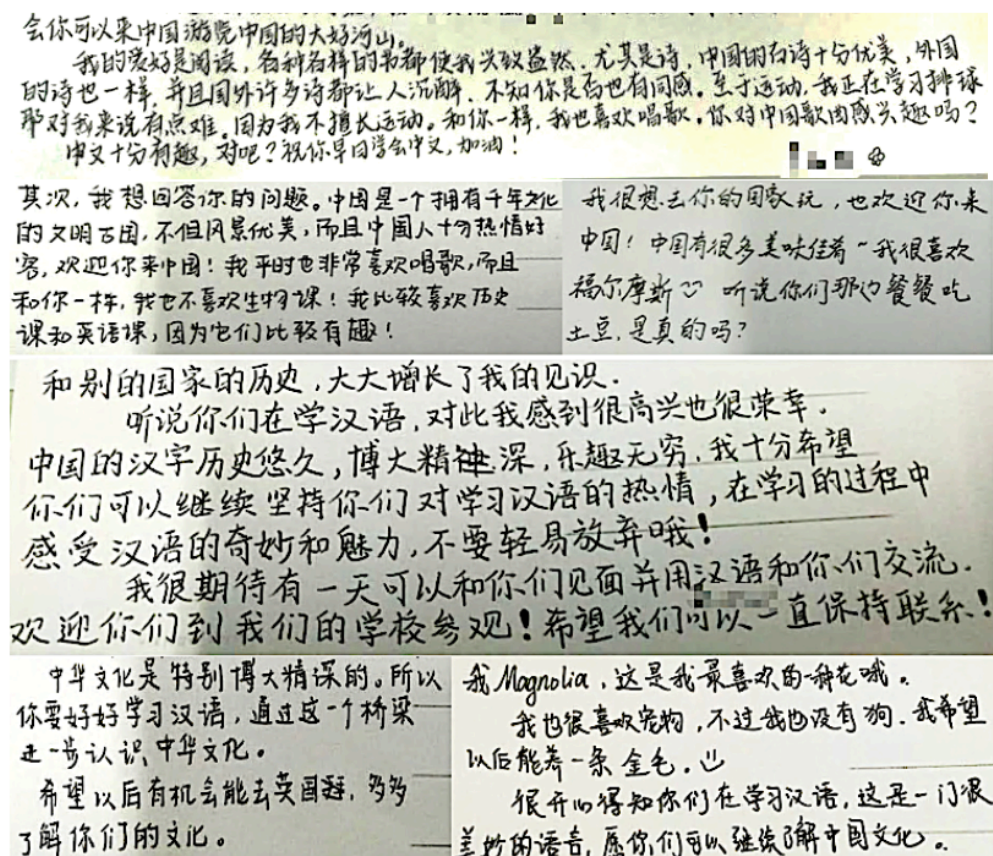 会你可以来中国游览中国的大好河山。
我的爱好是阅读，各种各样的书都使我兴致盎然．尤其是诗，中国的古诗十分优美，外国
的诗也一样，并且国外许多诗都让人沉醉．不知你是否也有同感。至于运动，我正在学习排球
那对我来说有点难．因为我不擅长运动。和你一样，我也喜欢唱歌。你对中国歌曲感兴趣吗？
中文十分有趣，对吧？祝你早日学会中文，加油！
其次，我想回答你的问题。中国是一个拥有千年文化
的文明古国，不但风景优美，而且中国人十分热情好
客，欢迎你来中国！我平时也非常喜欢唱歌，而且
和你一样，我也不喜欢生物课！我比较喜欢历史
课和英语课，因为它们比较有趣！
我很想去你的国家玩，也欢迎你来
中国！中国有很多美味佳肴~我很喜欢
福尔摩斯 听说你们那边餐餐吃
土豆，是真的吗？
和别的国家的历史，大大增长了我的见识．
听说你们在学汉语，对此我感到很高兴也很荣幸．
中国的汉字历史悠久，博大精深，乐趣无穷．我十分希望
你们可以继续坚持你们对学习汉语的热情，在学习的过程中
感受汉语的奇妙和魅力，不要轻易放弃哦！
我很期待有一天可以和你们见面并用汉语和你们交流．
欢迎你们到我们的学校参观！希望我们可以一直保持联系！
中华文化是特别博大精深的。所以
你要好好学习汉语，通过这一个桥梁
进一步认识中华文化。
希望以后有机会能去英国，多多
了解你们的文化。
我Magnolia，这是我最喜欢的一种花哦。
我也很喜欢宠物，不过我也没有狗．我希望
以后能养一条金毛．
很开心得知你们在学习汉语，这是一门很
美妙的语言，愿你们可以继续了解中国文化。